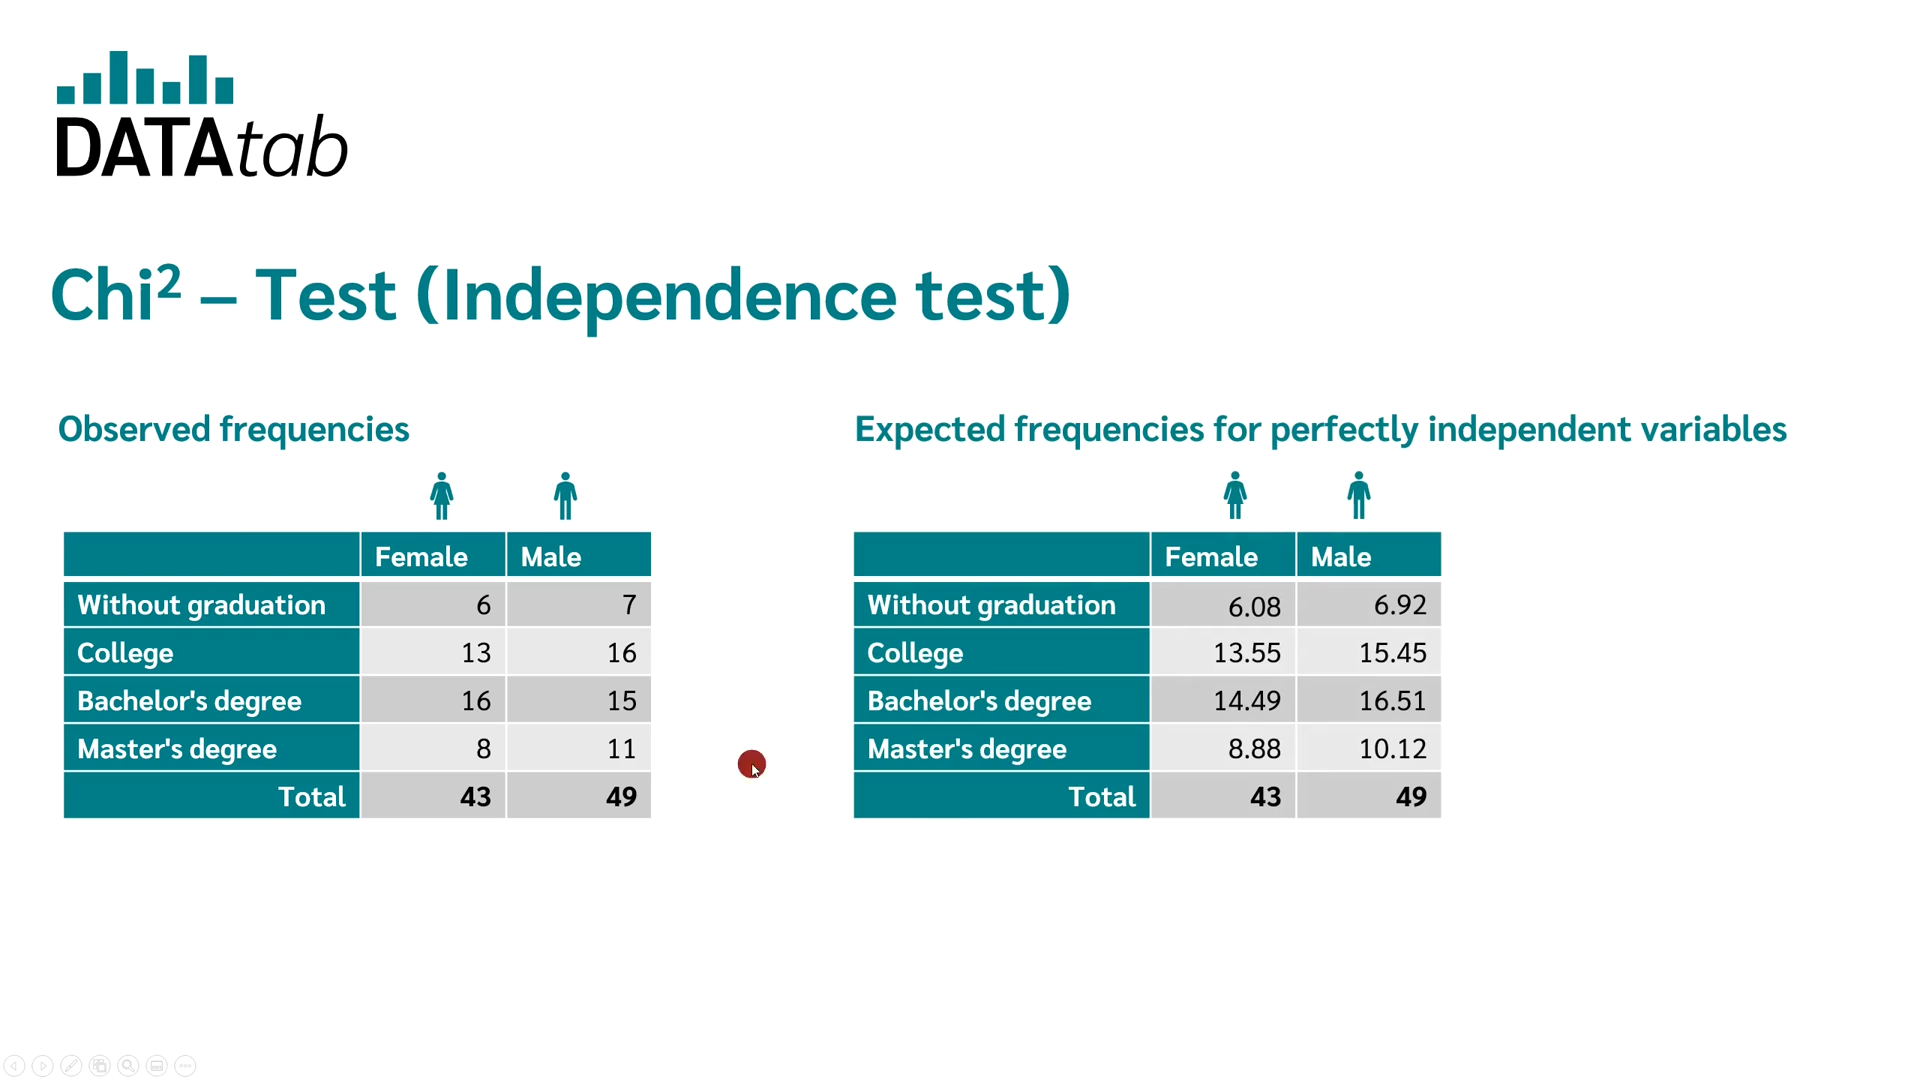 DATAtab
Chi² – Test (Independence test)
Observed frequencies
Female Male
Without graduation 6 7
College 13 16
Bachelor's degree 16 15
Master's degree 8 11
Total 43 49
Expected frequencies for perfectly independent variables
Female Male
Without graduation 6.08 6.92
College 13.55 15.45
Bachelor's degree 14.49 16.51
Master's degree 8.88 10.12
Total 43 49